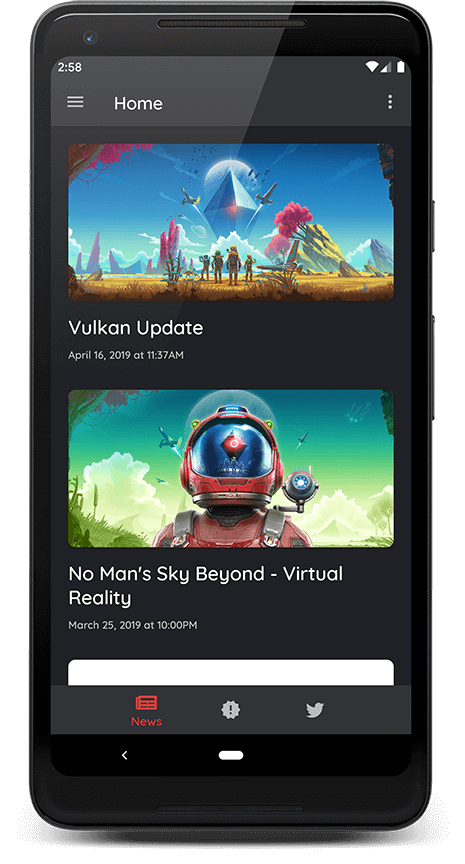 2:58
Home
Vulkan Update
April 16, 2019 at 11:37AM
No Man's Sky Beyond - Virtual
Reality
March 25, 2019 at 10:00PM
News